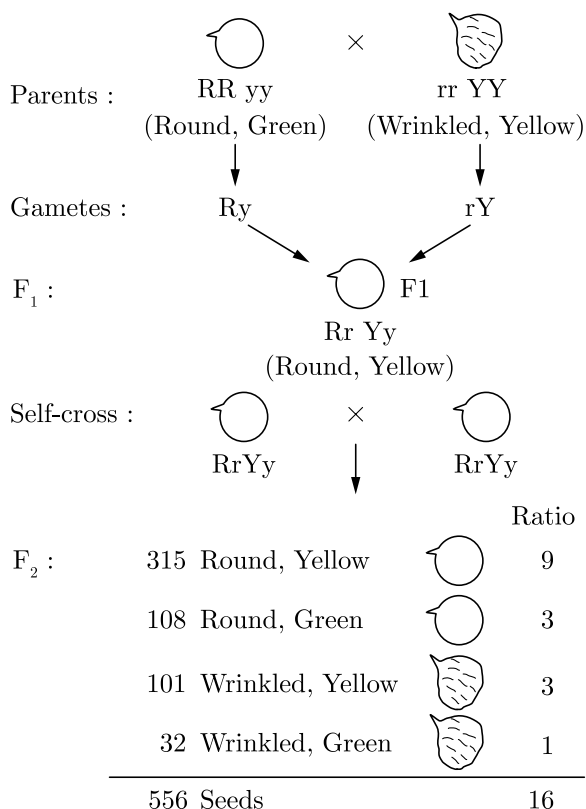 ×
RR yy rr YY
Parents :
(Round, Green) (Wrinkled, Yellow)
Gametes : Ry rY
F1 : F1
Rr Yy
(Round, Yellow)
Self-cross : ×
RrYy RrYy
Ratio
F2 : 315 Round, Yellow 9
108 Round, Green 3
101 Wrinkled, Yellow 3
32 Wrinkled, Green 1
556 Seeds 16